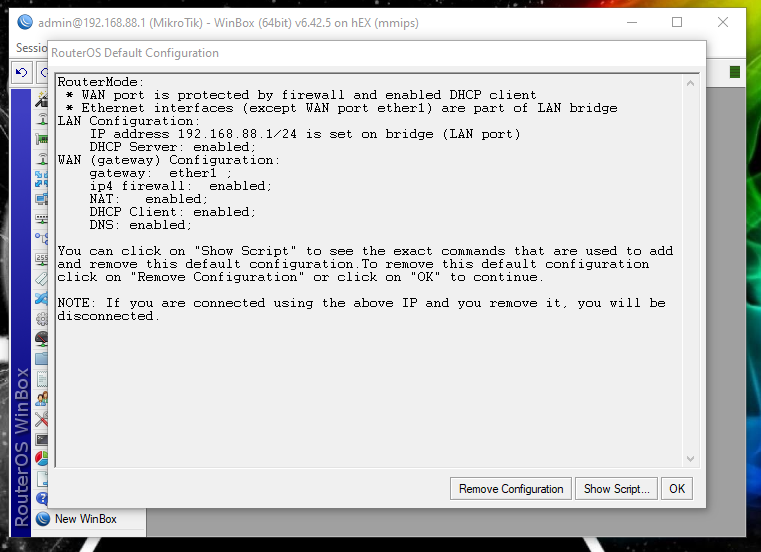 admin@192.168.88.1 (MikroTik) - WinBox (64bit) v6.42.5 on hEX (mmips)
RouterOS Default Configuration
RouterMode:
* WAN port is protected by firewall and enabled DHCP client
* Ethernet interfaces (except WAN port ether1) are part of LAN bridge
LAN Configuration:
IP address 192.168.88.1/24 is set on bridge (LAN port)
DHCP Server: enabled;
WAN (gateway) Configuration:
gateway: ether1 ;
ip4 firewall: enabled;
NAT: enabled;
DHCP Client: enabled;
DNS: enabled;
You can click on "Show Script" to see the exact commands that are used to add
and remove this default configuration.To remove this default configuration
click on "Remove Configuration" or click on "OK" to continue.
NOTE: If you are connected using the above IP and you remove it, you will be
disconnected.
Remove Configuration
Show Script...
OK
RouterOS WinBox
New WinBox